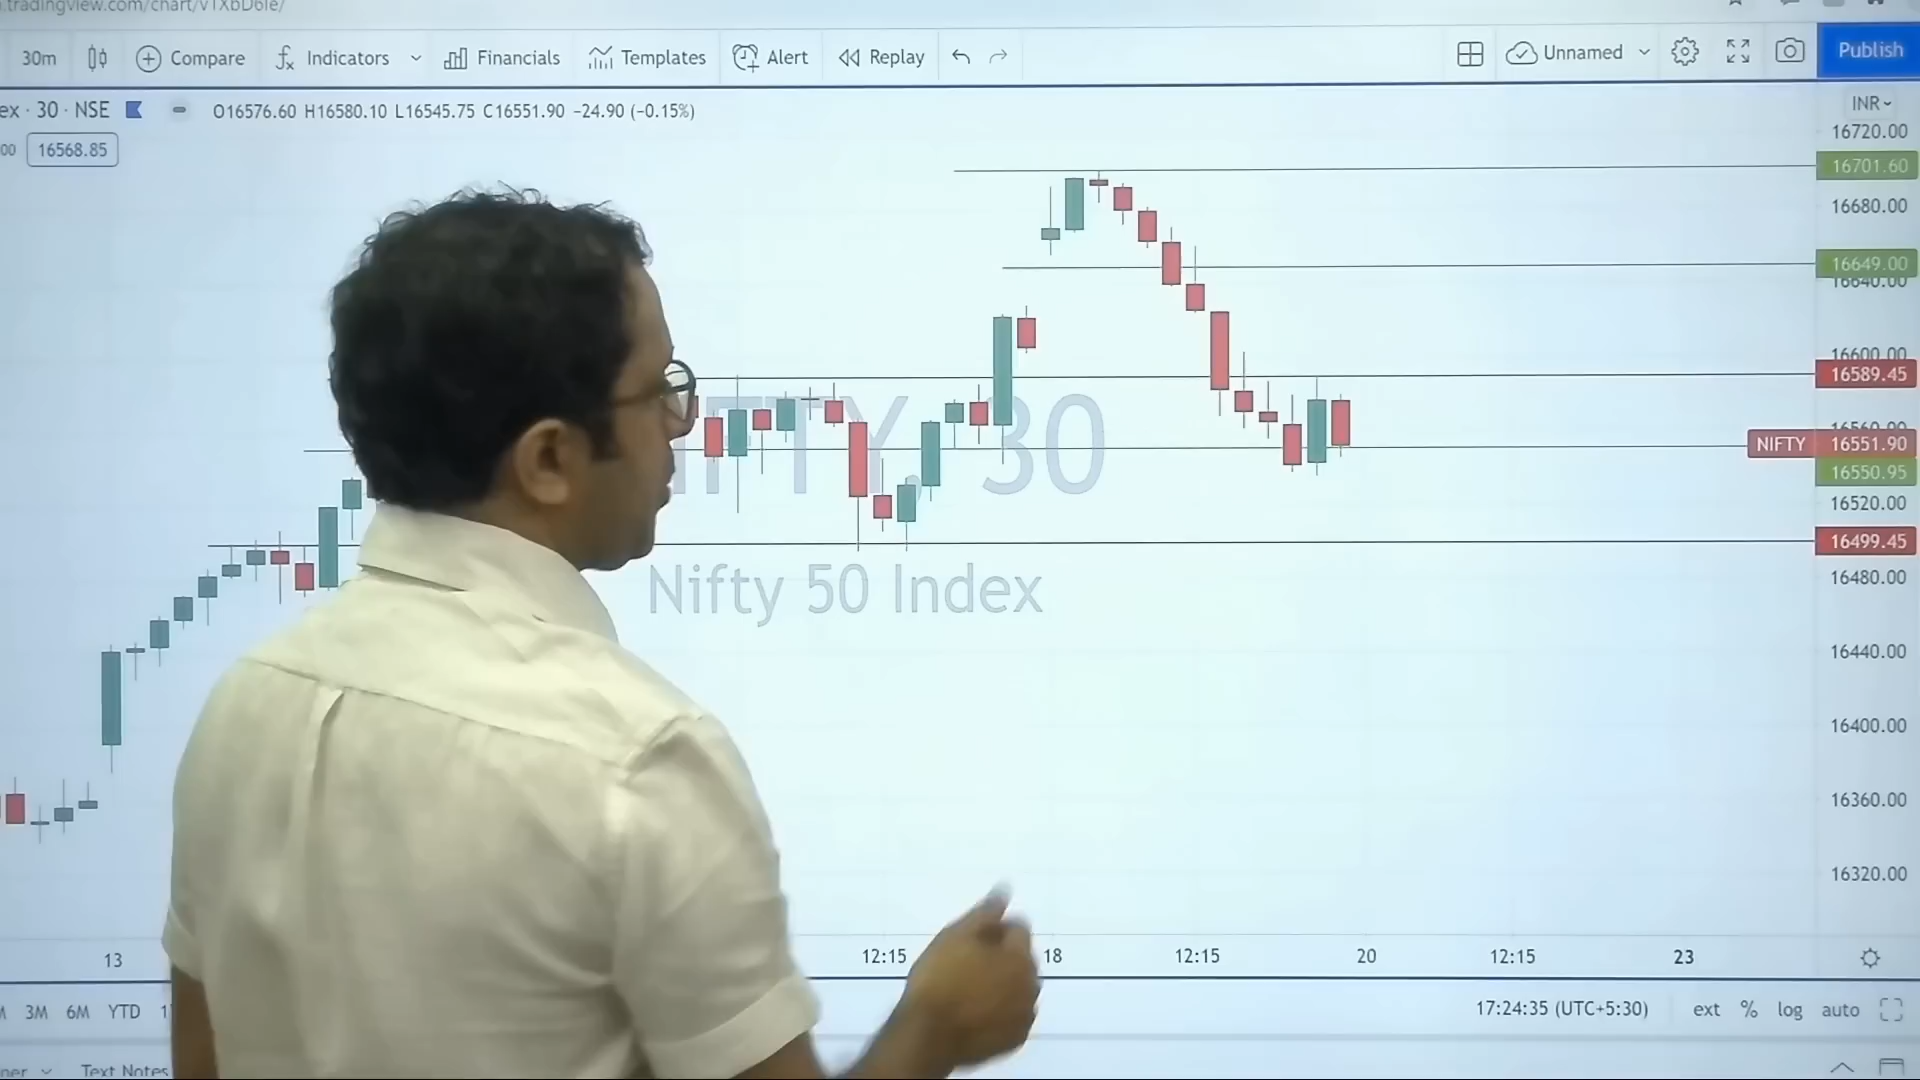 .tradingview.com/chart/v1XbD6ie/
30m Compare Indicators Financials Templates Alert Replay Unnamed Publish
ex · 30 · NSE O16576.60 H16580.10 L16545.75 C16551.90 −24.90 (−0.15%) INR
00 16568.85
16720.00
16701.60
16680.00
16649.00
16640.00
16600.00
16589.45
16560.00
NIFTY 16551.90
16550.95
16520.00
16499.45
16480.00
16440.00
16400.00
16360.00
16320.00
NIFTY, 30
Nifty 50 Index
13 12:15 18 12:15 20 12:15 23
3M 6M YTD 17:24:35 (UTC+5:30) ext % log auto
ner Text Notes